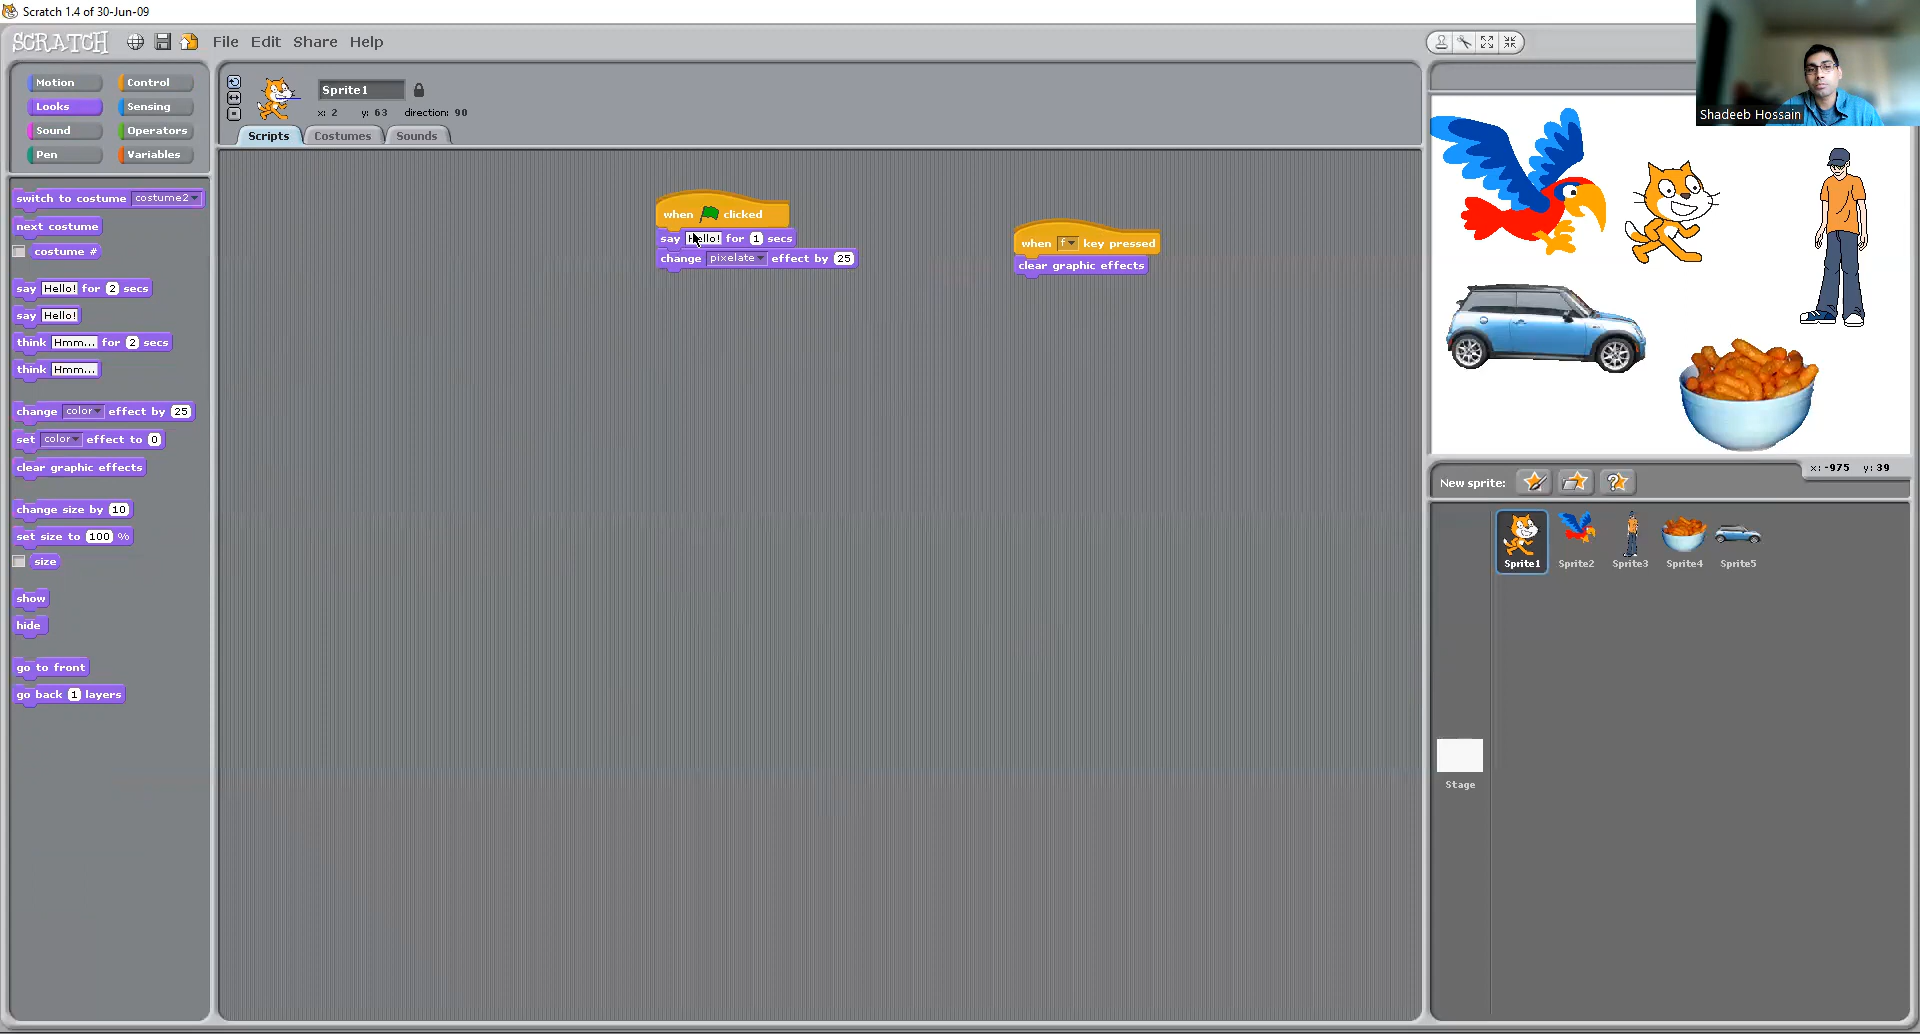 Scratch 1.4 of 30-Jun-09
SCRATCH File Edit Share Help
Shadeeb Hossain
Motion Control
Looks Sensing
Sound Operators
Pen Variables
Sprite1
x: 2 y: 63 direction: 90
Scripts Costumes Sounds
switch to costume costume2
next costume
costume #
say Hello! for 2 secs
say Hello!
think Hmm... for 2 secs
think Hmm...
change color effect by 25
set color effect to 0
clear graphic effects
change size by 10
set size to 100 %
size
show
hide
go to front
go back 1 layers
when clicked
say Hello! for 1 secs
change pixelate effect by 25
when f key pressed
clear graphic effects
x: -975 y: 39
New sprite:
Sprite1 Sprite2 Sprite3 Sprite4 Sprite5
Stage